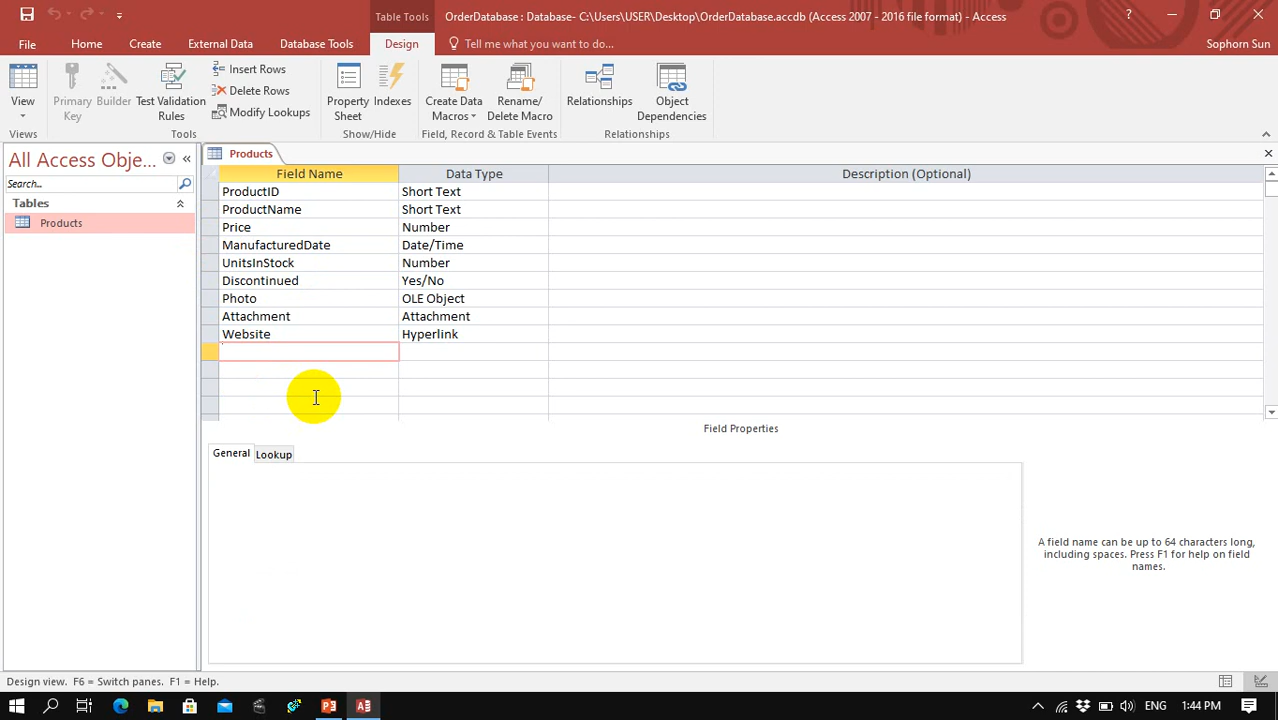 Table Tools
OrderDatabase : Database- C:\Users\USER\Desktop\OrderDatabase.accdb (Access 2007 - 2016 file format) - Access
?
File
Home
Create
External Data
Database Tools
Design
Tell me what you want to do...
Sophorn Sun
View
Primary Key
Builder
Test Validation Rules
Insert Rows
Delete Rows
Modify Lookups
Property Sheet
Indexes
Create Data Macros
Rename/ Delete Macro
Relationships
Object Dependencies
Views
Tools
Show/Hide
Field, Record & Table Events
Relationships
All Access Obje...
Search...
Tables
Products
Products
Field Name Data Type Description (Optional)
ProductID Short Text
ProductName Short Text
Price Number
ManufacturedDate Date/Time
UnitsInStock Number
Discontinued Yes/No
Photo OLE Object
Attachment Attachment
Website Hyperlink
Field Properties
General Lookup
A field name can be up to 64 characters long,
including spaces. Press F1 for help on field
names.
Design view. F6 = Switch panes. F1 = Help.
ENG 1:44 PM